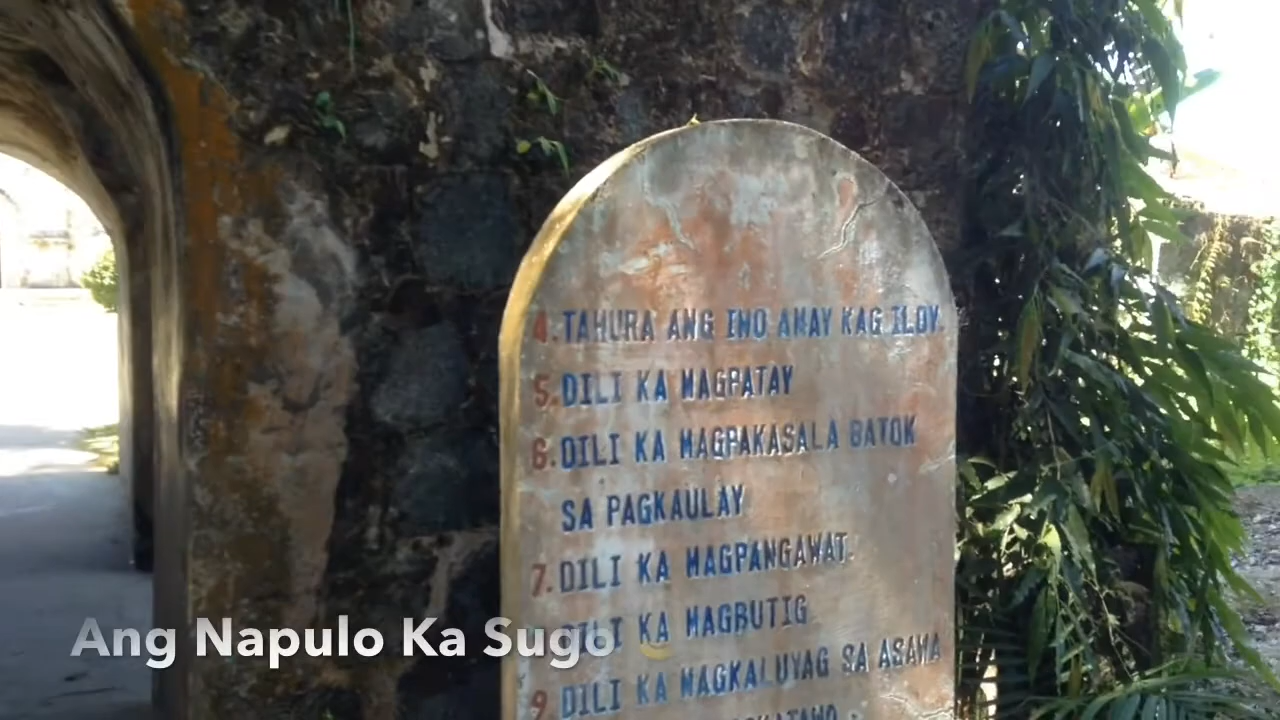 4. TAHURA ANG IMO AMAY KAG ILOY.
5. DILI KA MAGPATAY
6. DILI KA MAGPAKASALA BATOK
SA PAGKAULAY
7. DILI KA MAGPANGAWAT.
DILI KA MAGBUTIG
9. DILI KA MAGKALUYAG SA ASAWA
Ang Napulo Ka Sugo